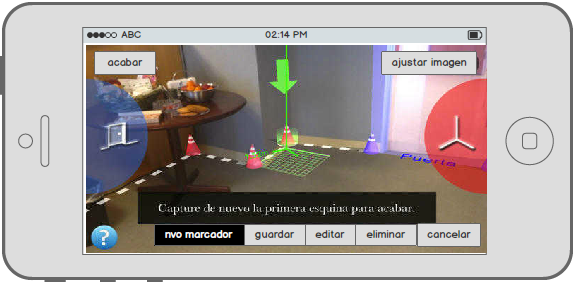 ABC
02:14 PM
acabar
ajustar imagen
Puerta
Capture de nuevo la primera esquina para acabar.
?
nvo marcador
guardar
editar
eliminar
cancelar